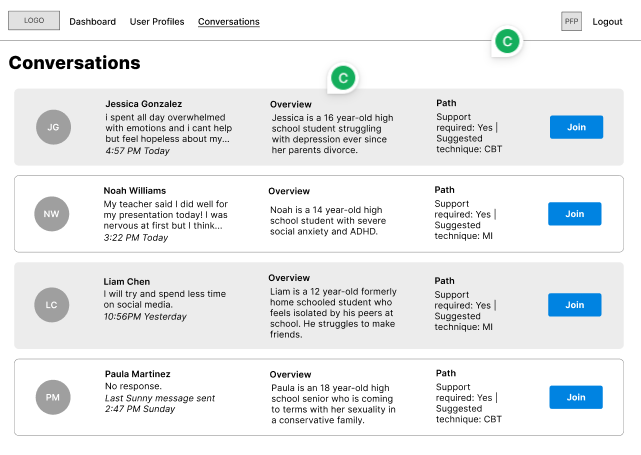 LOGO
Dashboard
User Profiles
Conversations
PFP
Logout
C
Conversations
C
JG
Jessica Gonzalez
i spent all day overwhelmed
with emotions and i cant help
but feel hopeless about my...
4:57 PM Today
Overview
Jessica is a 16 year-old high
school student struggling
with depression ever since
her parents divorce.
Path
Support
required: Yes |
Suggested
technique: CBT
Join
NW
Noah Williams
My teacher said I did well for
my presentation today! I was
nervous at first but I think...
3:22 PM Today
Overview
Noah is a 14 year-old high
school student with severe
social anxiety and ADHD.
Path
Support
required: Yes |
Suggested
technique: MI
Join
LC
Liam Chen
I will try and spend less time
on social media.
10:56PM Yesterday
Overview
Liam is a 12 year-old formerly
home schooled student who
feels isolated by his peers at
school. He struggles to make
friends.
Path
Support
required: Yes |
Suggested
technique: MI
Join
PM
Paula Martinez
No response.
Last Sunny message sent
2:47 PM Sunday
Overview
Paula is an 18 year-old high
school senior who is coming
to terms with her sexuality in
a conservative family.
Path
Support
required: Yes |
Suggested
technique: CBT
Join